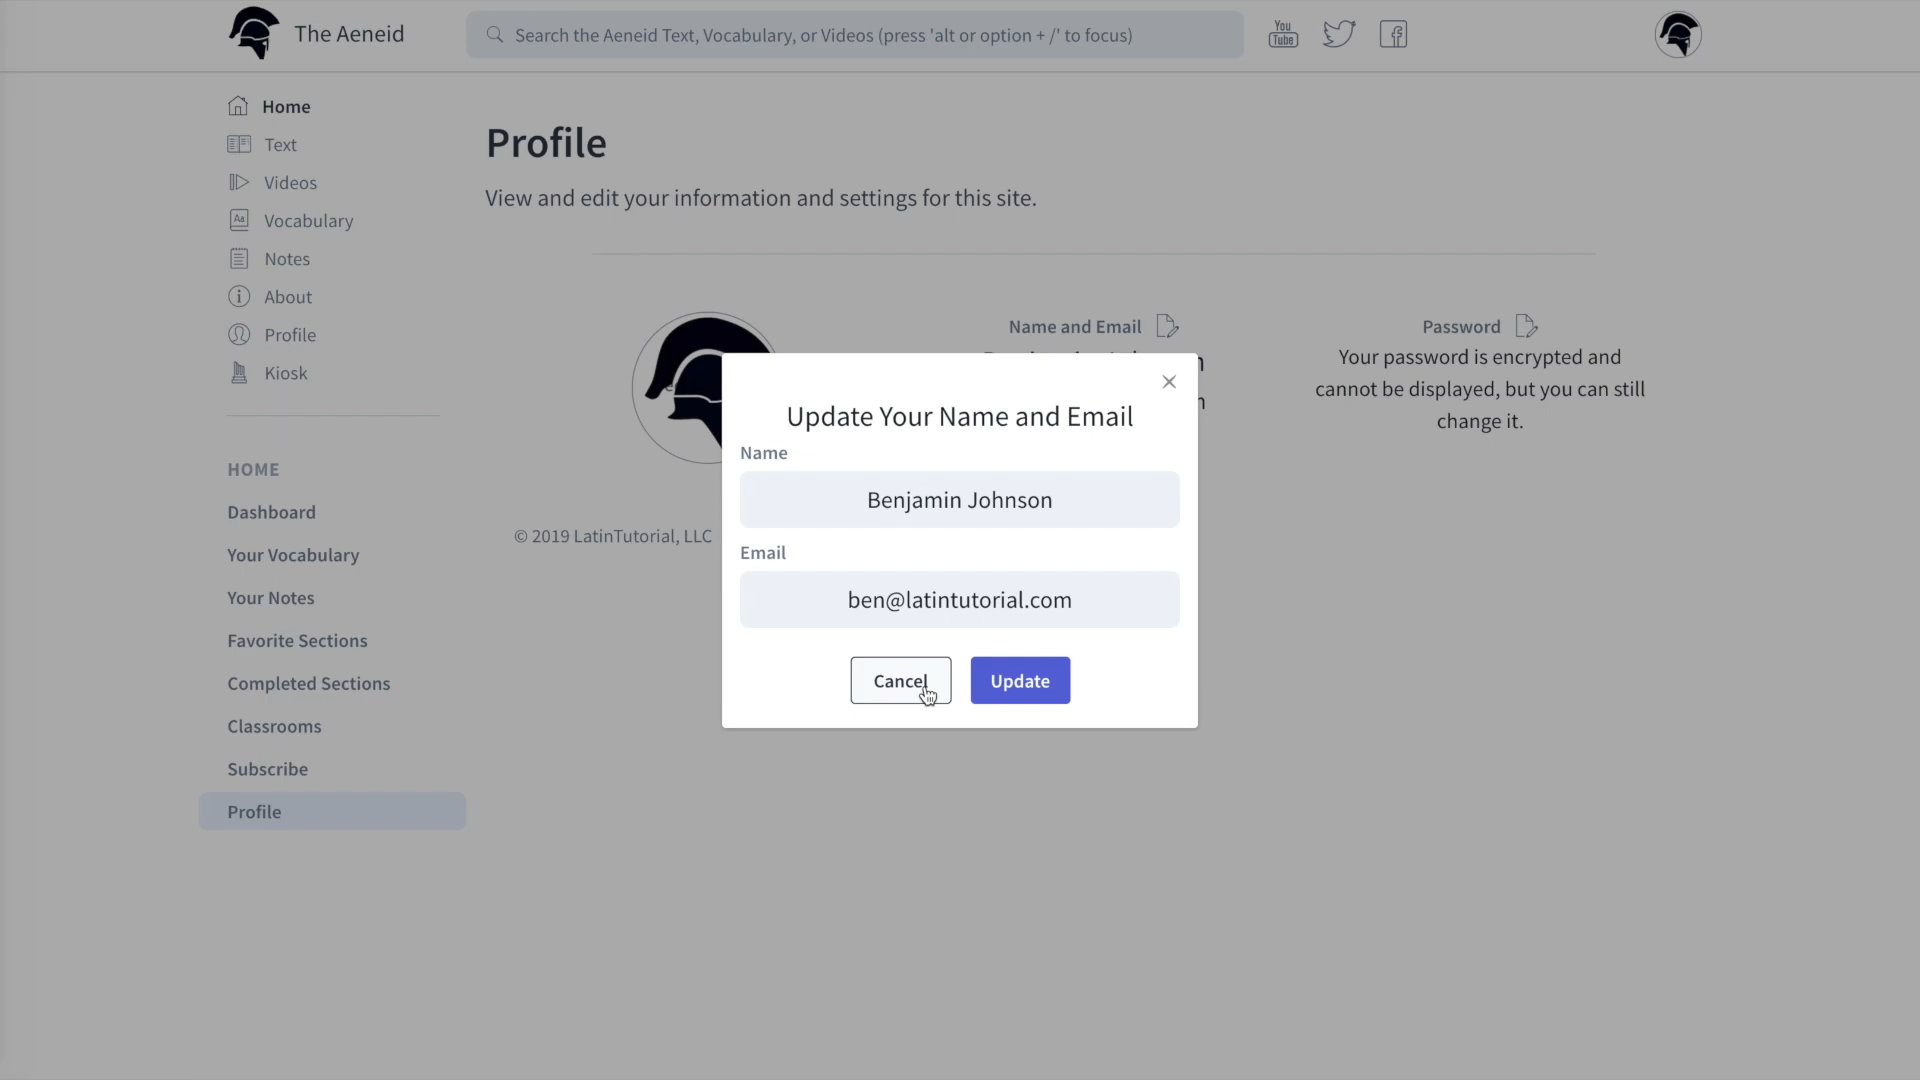 The Aeneid
Search the Aeneid Text, Vocabulary, or Videos (press 'alt or option + /' to focus)
You
Tube
Home
Text
Videos
Aa
Vocabulary
Notes
About
Profile
Kiosk
HOME
Dashboard
Your Vocabulary
Your Notes
Favorite Sections
Completed Sections
Classrooms
Subscribe
Profile
Profile
View and edit your information and settings for this site.
Name and Email
Password
Your password is encrypted and
cannot be displayed, but you can still
change it.
© 2019 LatinTutorial, LLC
Update Your Name and Email
Name
Benjamin Johnson
Email
ben@latintutorial.com
Cancel
Update